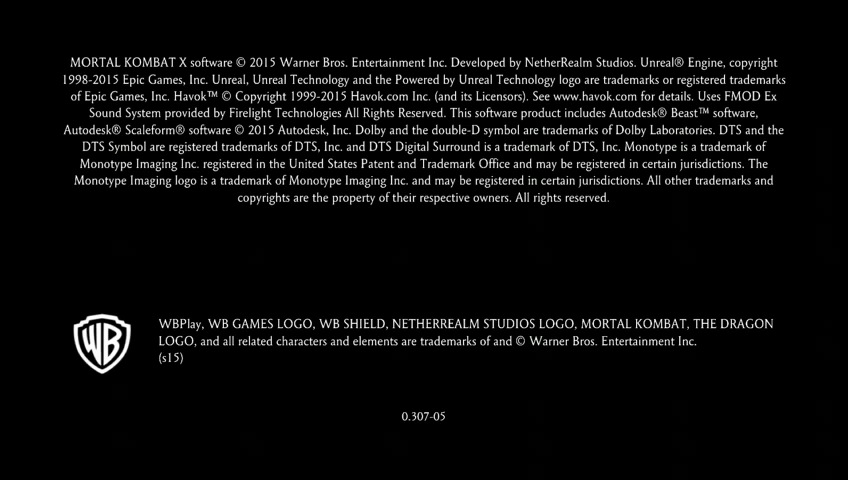 MORTAL KOMBAT X software © 2015 Warner Bros. Entertainment Inc. Developed by NetherRealm Studios. Unreal® Engine, copyright
1998-2015 Epic Games, Inc. Unreal, Unreal Technology and the Powered by Unreal Technology logo are trademarks or registered trademarks
of Epic Games, Inc. Havok™ © Copyright 1999-2015 Havok.com Inc. (and its Licensors). See www.havok.com for details. Uses FMOD Ex
Sound System provided by Firelight Technologies All Rights Reserved. This software product includes Autodesk® Beast™ software,
Autodesk® Scaleform® software © 2015 Autodesk, Inc. Dolby and the double-D symbol are trademarks of Dolby Laboratories. DTS and the
DTS Symbol are registered trademarks of DTS, Inc. and DTS Digital Surround is a trademark of DTS, Inc. Monotype is a trademark of
Monotype Imaging Inc. registered in the United States Patent and Trademark Office and may be registered in certain jurisdictions. The
Monotype Imaging logo is a trademark of Monotype Imaging Inc. and may be registered in certain jurisdictions. All other trademarks and
copyrights are the property of their respective owners. All rights reserved.
WB
WBPlay, WB GAMES LOGO, WB SHIELD, NETHERREALM STUDIOS LOGO, MORTAL KOMBAT, THE DRAGON
LOGO, and all related characters and elements are trademarks of and © Warner Bros. Entertainment Inc.
(s15)
0.307-05